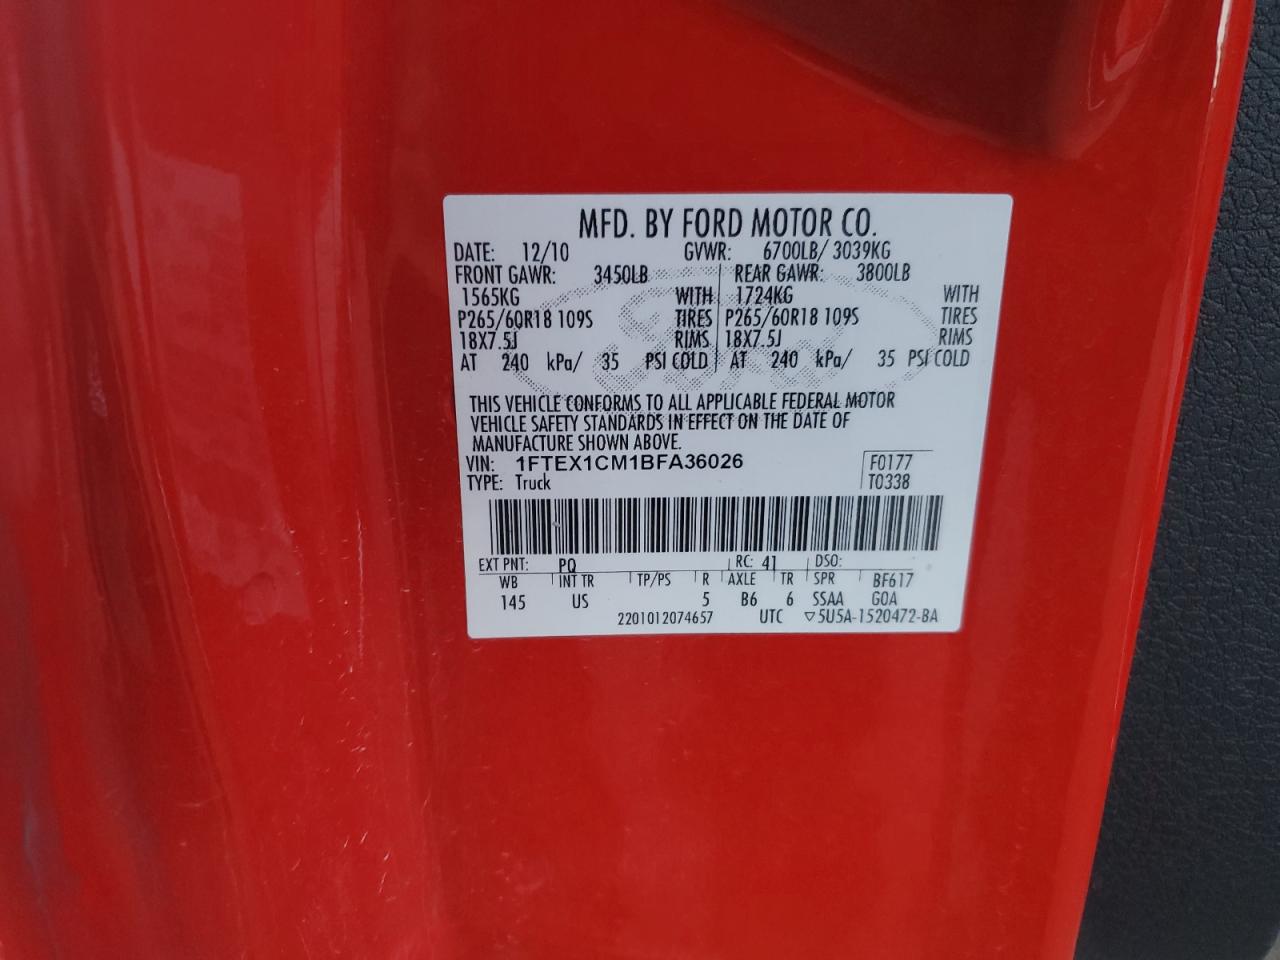 MFD. BY FORD MOTOR CO.
DATE: 12/10 GVWR: 6700LB/ 3039KG
FRONT GAWR: 3450LB REAR GAWR: 3800LB
1565KG WITH 1724KG WITH
P265/60R18 109S TIRES P265/60R18 109S TIRES
18X7.5J RIMS 18X7.5J RIMS
AT 240 kPa/ 35 PSI COLD AT 240 kPa/ 35 PSI COLD
THIS VEHICLE CONFORMS TO ALL APPLICABLE FEDERAL MOTOR
VEHICLE SAFETY STANDARDS IN EFFECT ON THE DATE OF
MANUFACTURE SHOWN ABOVE.
VIN: 1FTEX1CM1BFA36026 F0177
TYPE: Truck T0338
EXT PNT: PQ RC: 41 DSO:
WB INT TR TP/PS R AXLE TR SPR BF617
145 US 5 B6 6 SSAA GOA
2201012074657 UTC ▽5U5A-1520472-BA